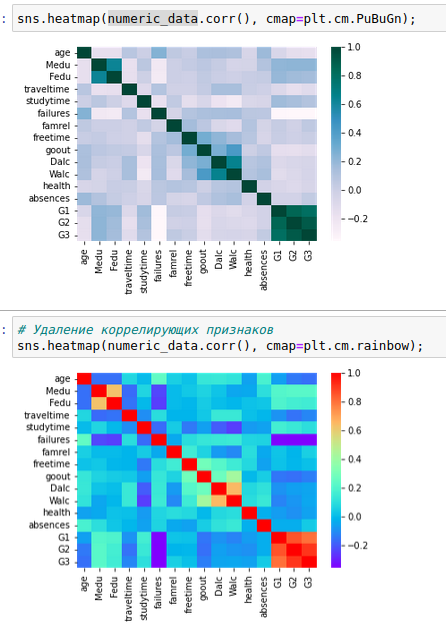 : sns.heatmap(numeric_data.corr(), cmap=plt.cm.PuBuGn);
age
Medu
Fedu
traveltime
studytime
failures
famrel
freetime
goout
Dalc
Walc
health
absences
G1
G2
G3
age Medu Fedu traveltime studytime failures famrel freetime goout Dalc Walc health absences G1 G2 G3
1.0
0.8
0.6
0.4
0.2
0.0
−0.2
: # Удаление коррелирующих признаков
sns.heatmap(numeric_data.corr(), cmap=plt.cm.rainbow);
age
Medu
Fedu
traveltime
studytime
failures
famrel
freetime
goout
Dalc
Walc
health
absences
G1
G2
G3
age Medu Fedu traveltime studytime failures famrel freetime goout Dalc Walc health absences G1 G2 G3
1.0
0.8
0.6
0.4
0.2
0.0
−0.2